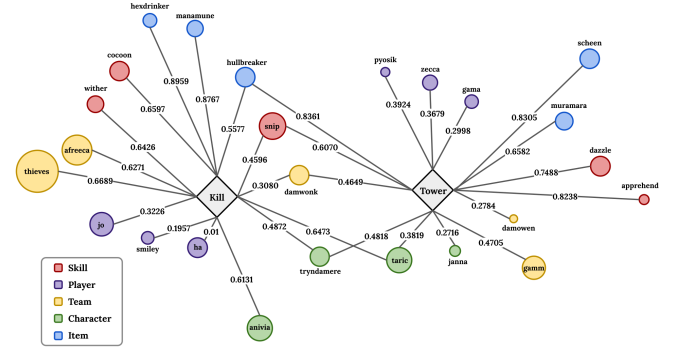 hexdrinker
manamune
cocoon
hullbreaker
scheen
pyosik
zecca
gama
wither
muramara
snip
afreeca
thieves
dazzle
apprehend
damwonk
Kill
Tower
jo
smiley
ha
damowen
tryndamere
taric
janna
gamm
anivia
0.8959
0.8767
0.6597
0.5577
0.8361
0.3924
0.3679
0.2998
0.8305
0.6426
0.6070
0.6582
0.4596
0.6271
0.6689
0.3080
0.4649
0.7488
0.8238
0.3226
0.1957
0.01
0.4872
0.6473
0.4818
0.3819
0.2716
0.2784
0.4705
0.6131
Skill
Player
Team
Character
Item